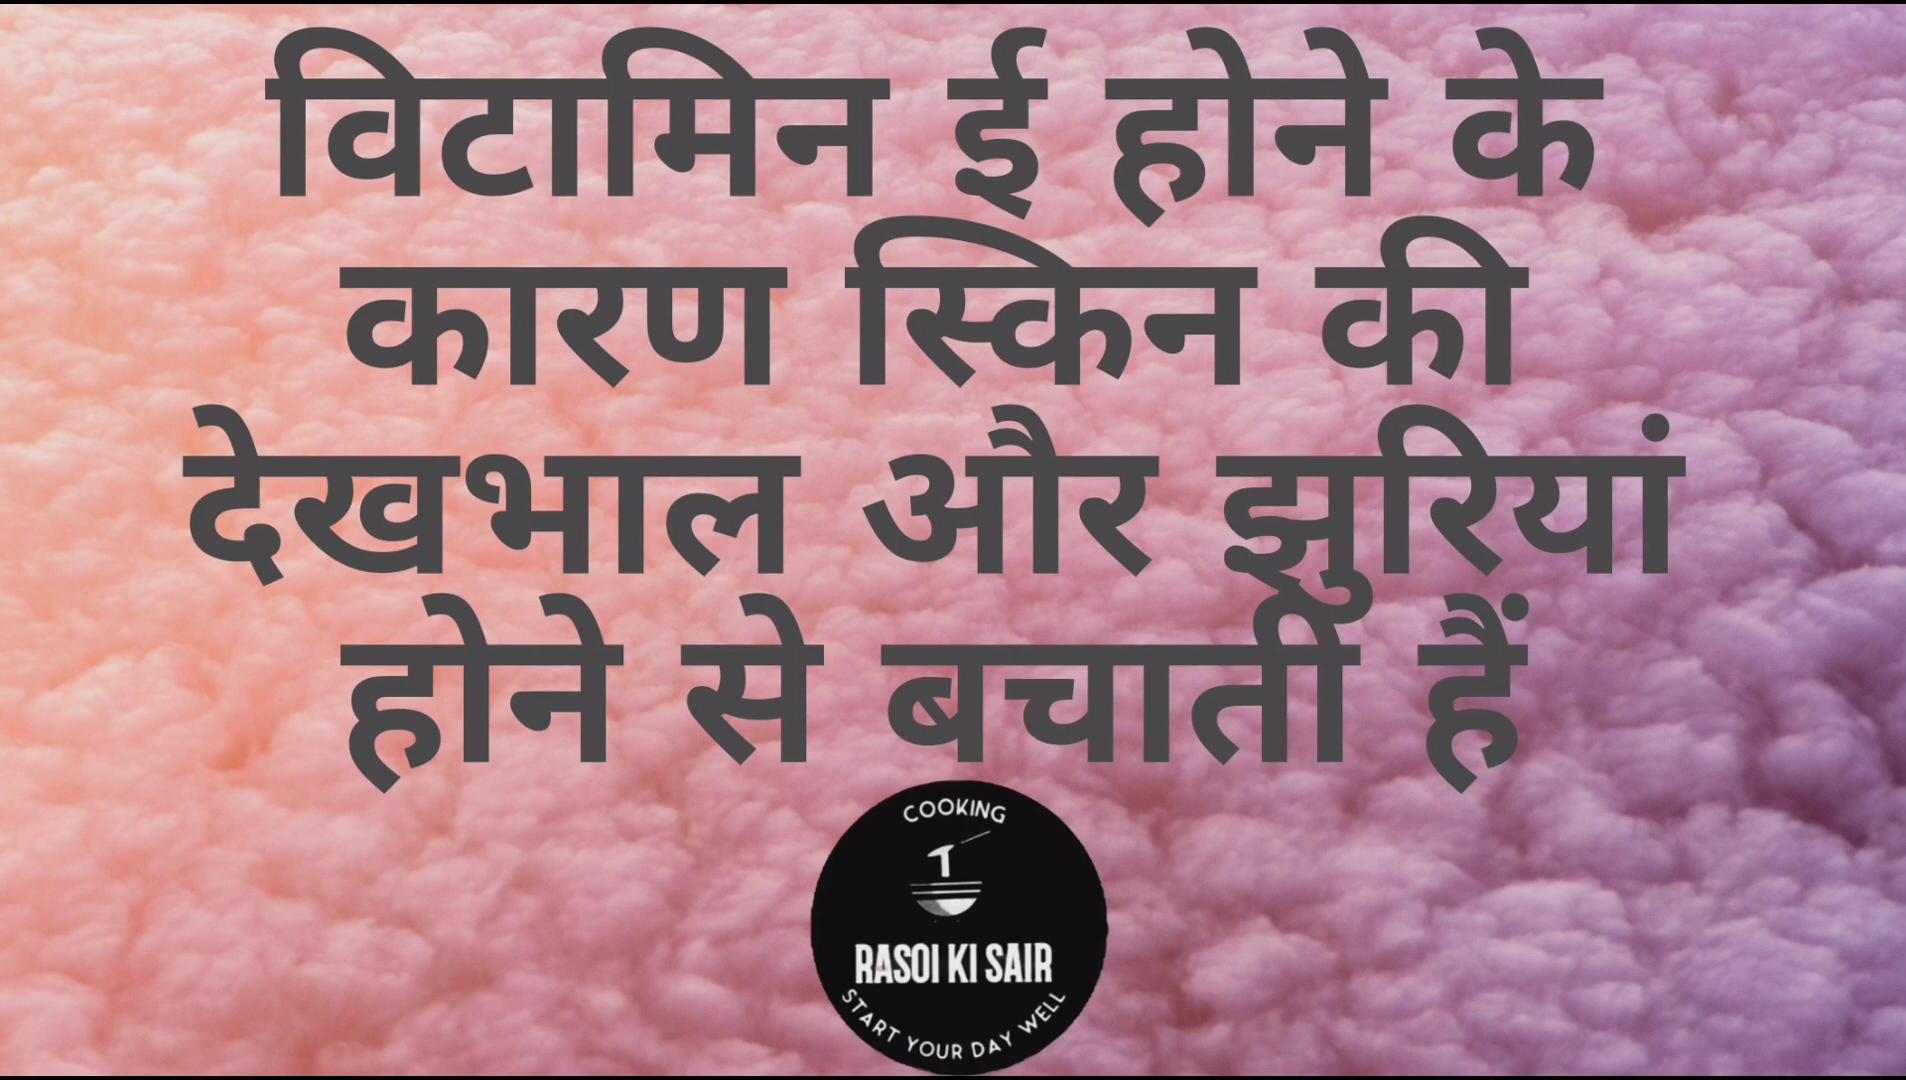 विटामिन ई होने के
कारण स्किन की
देखभाल और झुरियां
होने से बचाती हैं
COOKING
RASOI KI SAIR
START YOUR DAY WELL